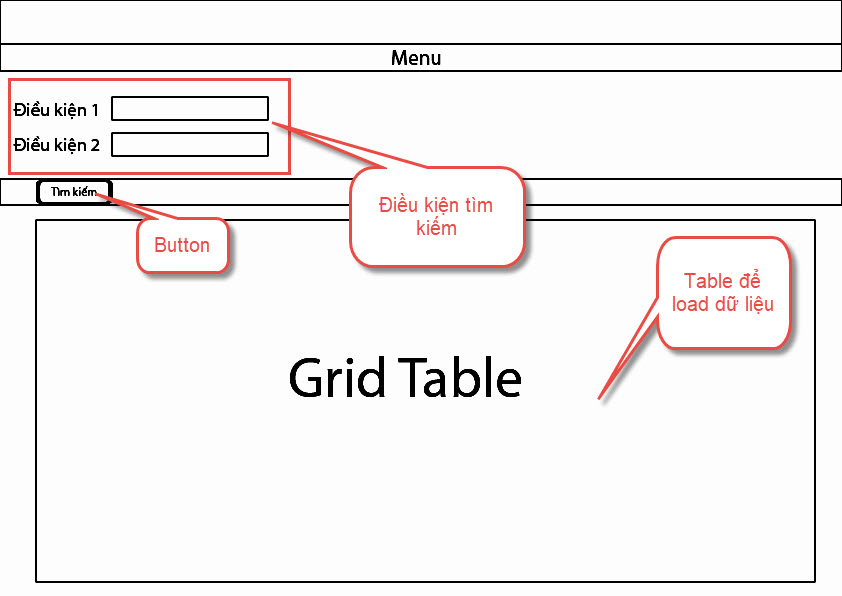 Menu
Điều kiện 1
Điều kiện 2
Tìm kiếm
Điều kiện tìm
kiếm
Button
Table để
load dữ liệu
Grid Table